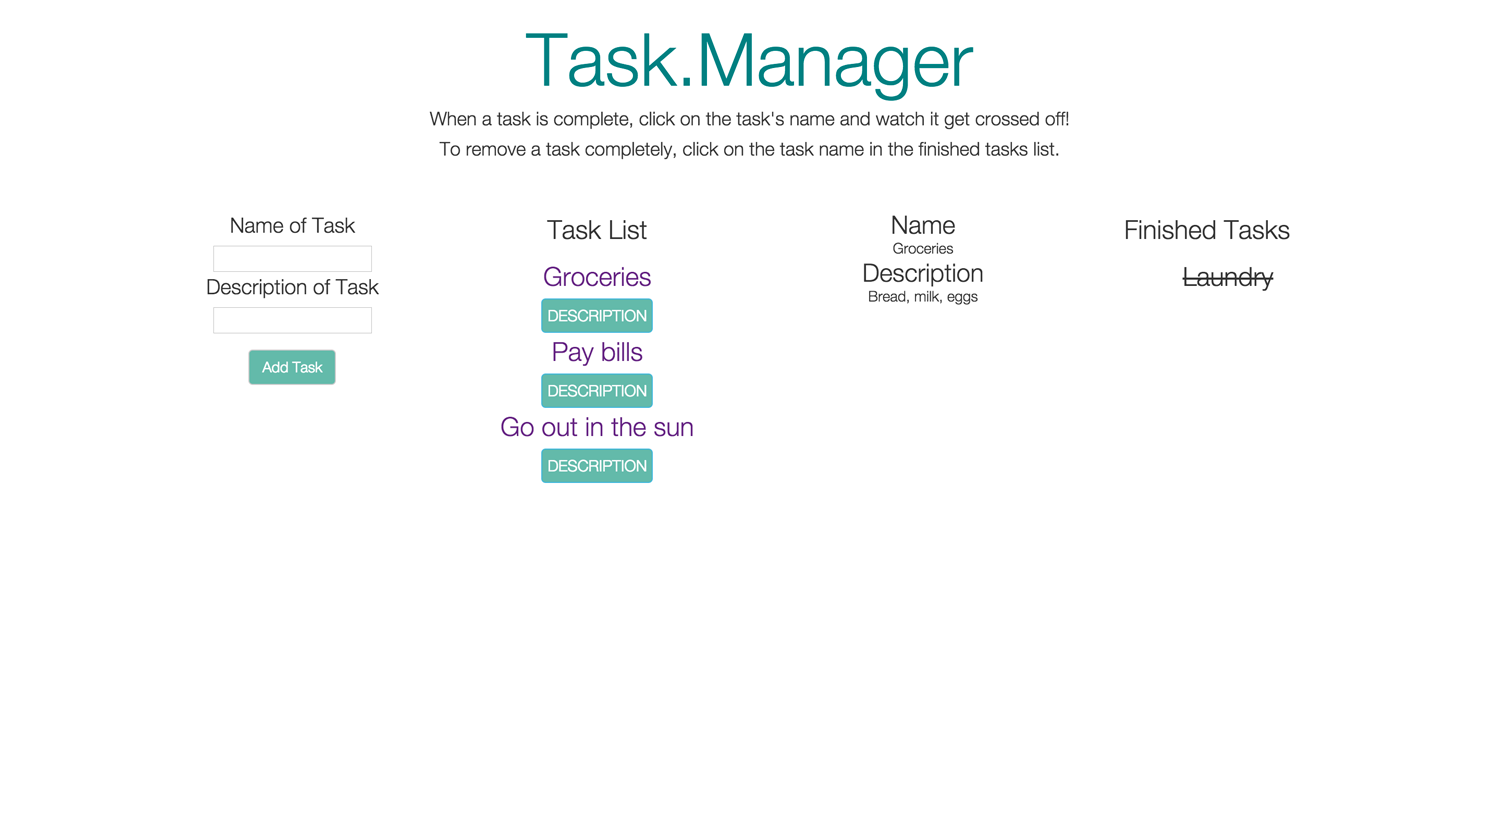 Task.Manager
When a task is complete, click on the task's name and watch it get crossed off!
To remove a task completely, click on the task name in the finished tasks list.
Name of Task
Description of Task
Add Task
Task List
Groceries
DESCRIPTION
Pay bills
DESCRIPTION
Go out in the sun
DESCRIPTION
Name
Groceries
Description
Bread, milk, eggs
Finished Tasks
Laundry